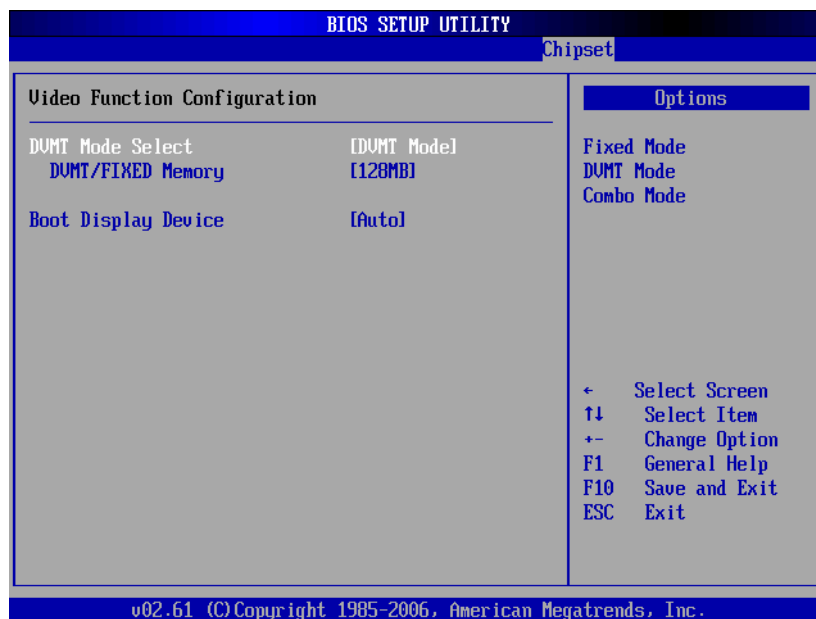 BIOS SETUP UTILITY
Chipset
Video Function Configuration
DVMT Mode Select [DVMT Mode]
DVMT/FIXED Memory [128MB]
Boot Display Device [Auto]
Options
Fixed Mode
DVMT Mode
Combo Mode
← Select Screen
↑↓ Select Item
+- Change Option
F1 General Help
F10 Save and Exit
ESC Exit
v02.61 (C)Copyright 1985-2006, American Megatrends, Inc.